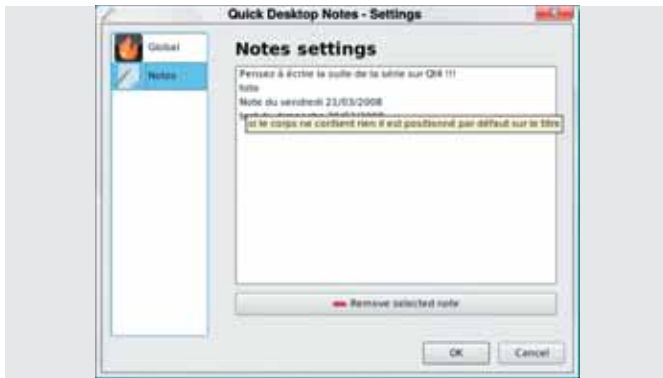 Quick Desktop Notes - Settings
Global
Notes
Notes settings
Pensez à écrire la suite de la série sur Qt4 !!!
toto
Note du vendredi 21/03/2008
si le corps ne contient rien il est positionné par défaut sur le titre
Remove selected note
OK
Cancel